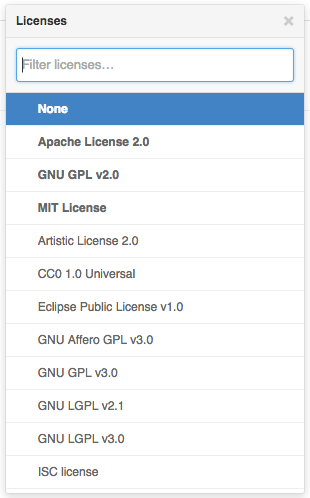 Licenses
Filter licenses...
None
Apache License 2.0
GNU GPL v2.0
MIT License
Artistic License 2.0
CC0 1.0 Universal
Eclipse Public License v1.0
GNU Affero GPL v3.0
GNU GPL v3.0
GNU LGPL v2.1
GNU LGPL v3.0
ISC license